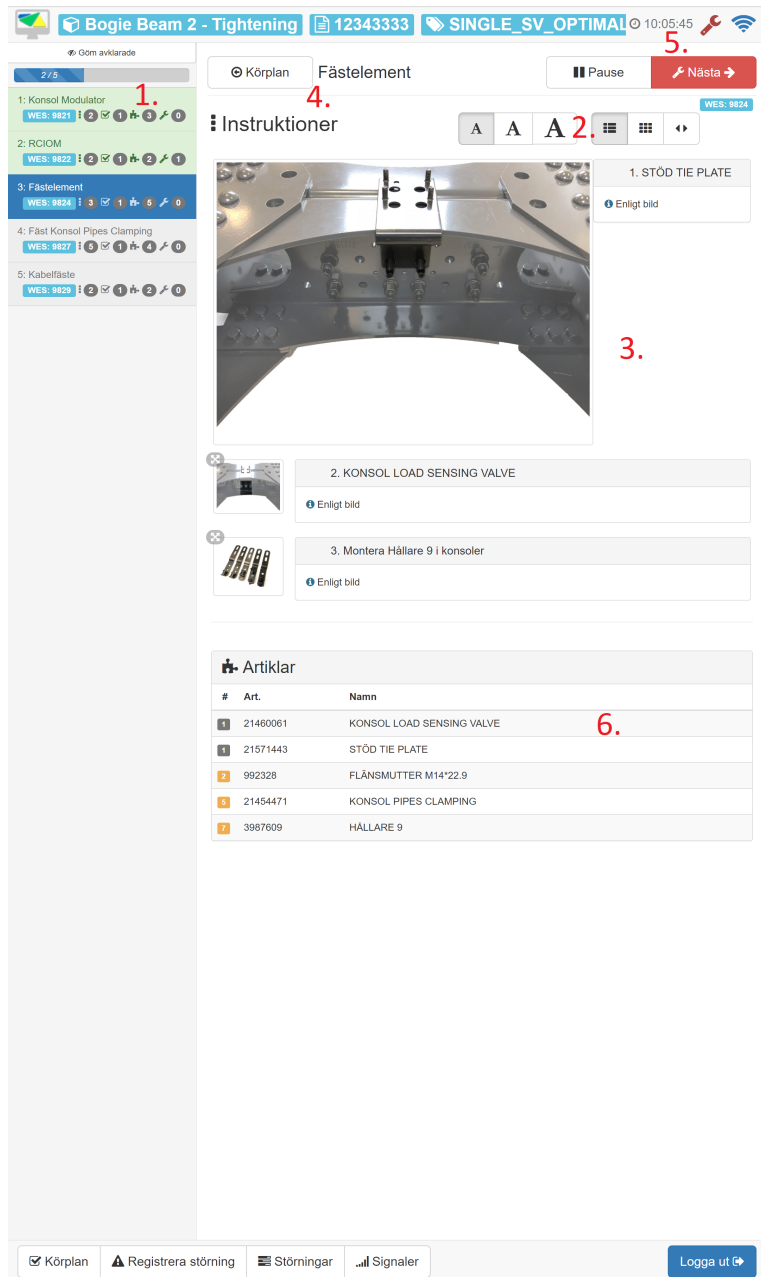 Bogie Beam 2 - Tightening 12343333 SINGLE_SV_OPTIMAL 10:05:45
5.
Göm avklarade
2/5
Körplan Fästelement Pause Nästa
1.
4.
1: Konsol Modulator
WES: 9821 2 1 3 0
2: RCIOM
WES: 9822 2 1 2 1
3: Fästelement
WES: 9824 3 1 5 0
4: Fäst Konsol Pipes Clamping
WES: 9827 5 1 4 0
5: Kabelfäste
WES: 9829 2 1 2 0
WES: 9824
Instruktioner A A A 2.
1. STÖD TIE PLATE
Enligt bild
3.
2. KONSOL LOAD SENSING VALVE
Enligt bild
3. Montera Hållare 9 i konsoler
Enligt bild
Artiklar
# Art. Namn
6.
1 21460061 KONSOL LOAD SENSING VALVE
1 21571443 STÖD TIE PLATE
2 992328 FLÄNSMUTTER M14*22.9
5 21454471 KONSOL PIPES CLAMPING
7 3987609 HÅLLARE 9
Körplan Registrera störning Störningar Signaler Logga ut